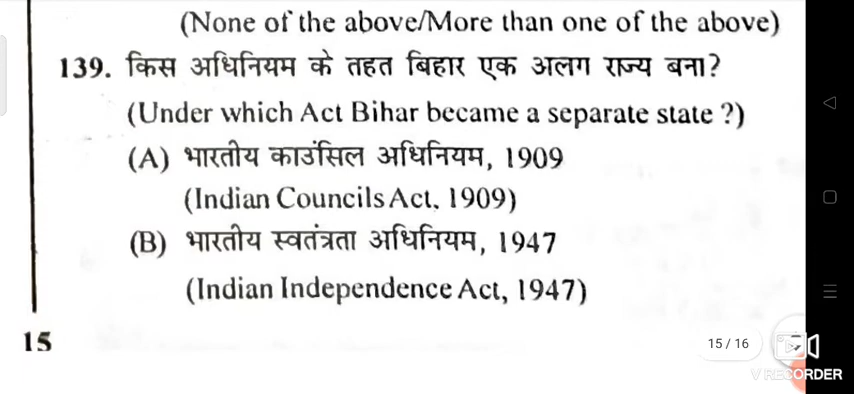 (None of the above/More than one of the above)
139. किस अधिनियम के तहत बिहार एक अलग राज्य बना?
(Under which Act Bihar became a separate state ?)
(A) भारतीय काउंसिल अधिनियम, 1909
(Indian Councils Act, 1909)
(B) भारतीय स्वतंत्रता अधिनियम, 1947
(Indian Independence Act, 1947)
15
15 / 16
V RECORDER